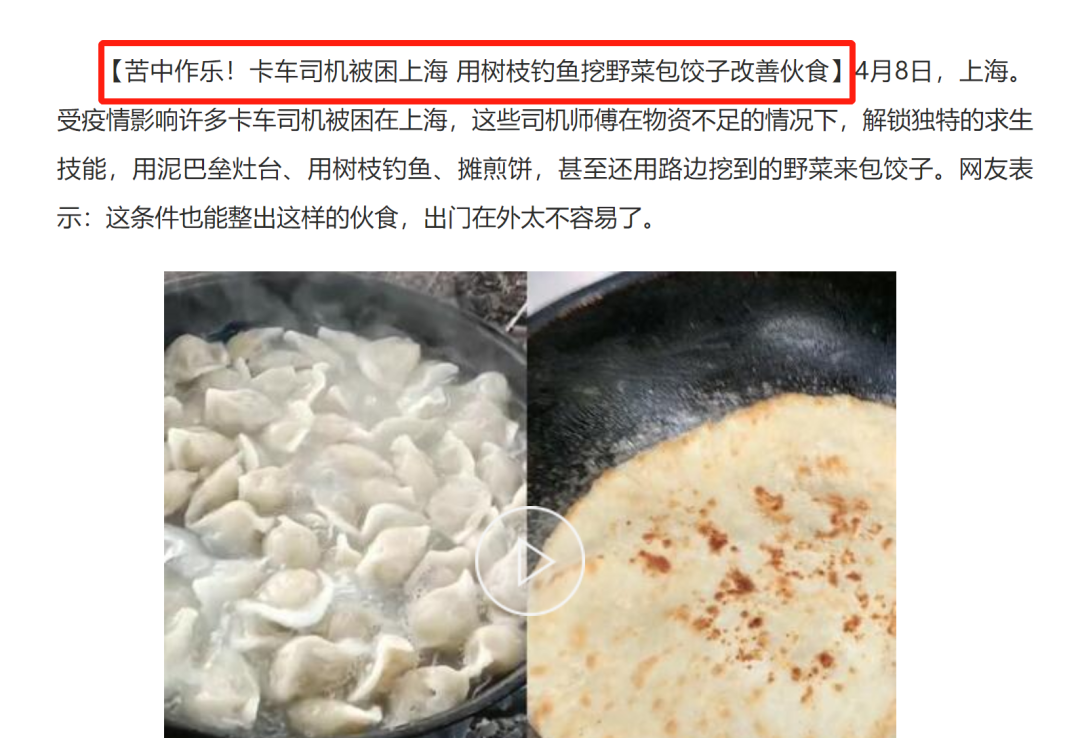 【苦中作乐！卡车司机被困上海 用树枝钓鱼挖野菜包饺子改善伙食】4月8日，上海。
受疫情影响许多卡车司机被困在上海，这些司机师傅在物资不足的情况下，解锁独特的求生
技能，用泥巴垒灶台、用树枝钓鱼、摊煎饼，甚至还用路边挖到的野菜来包饺子。网友表
示：这条件也能整出这样的伙食，出门在外太不容易了。